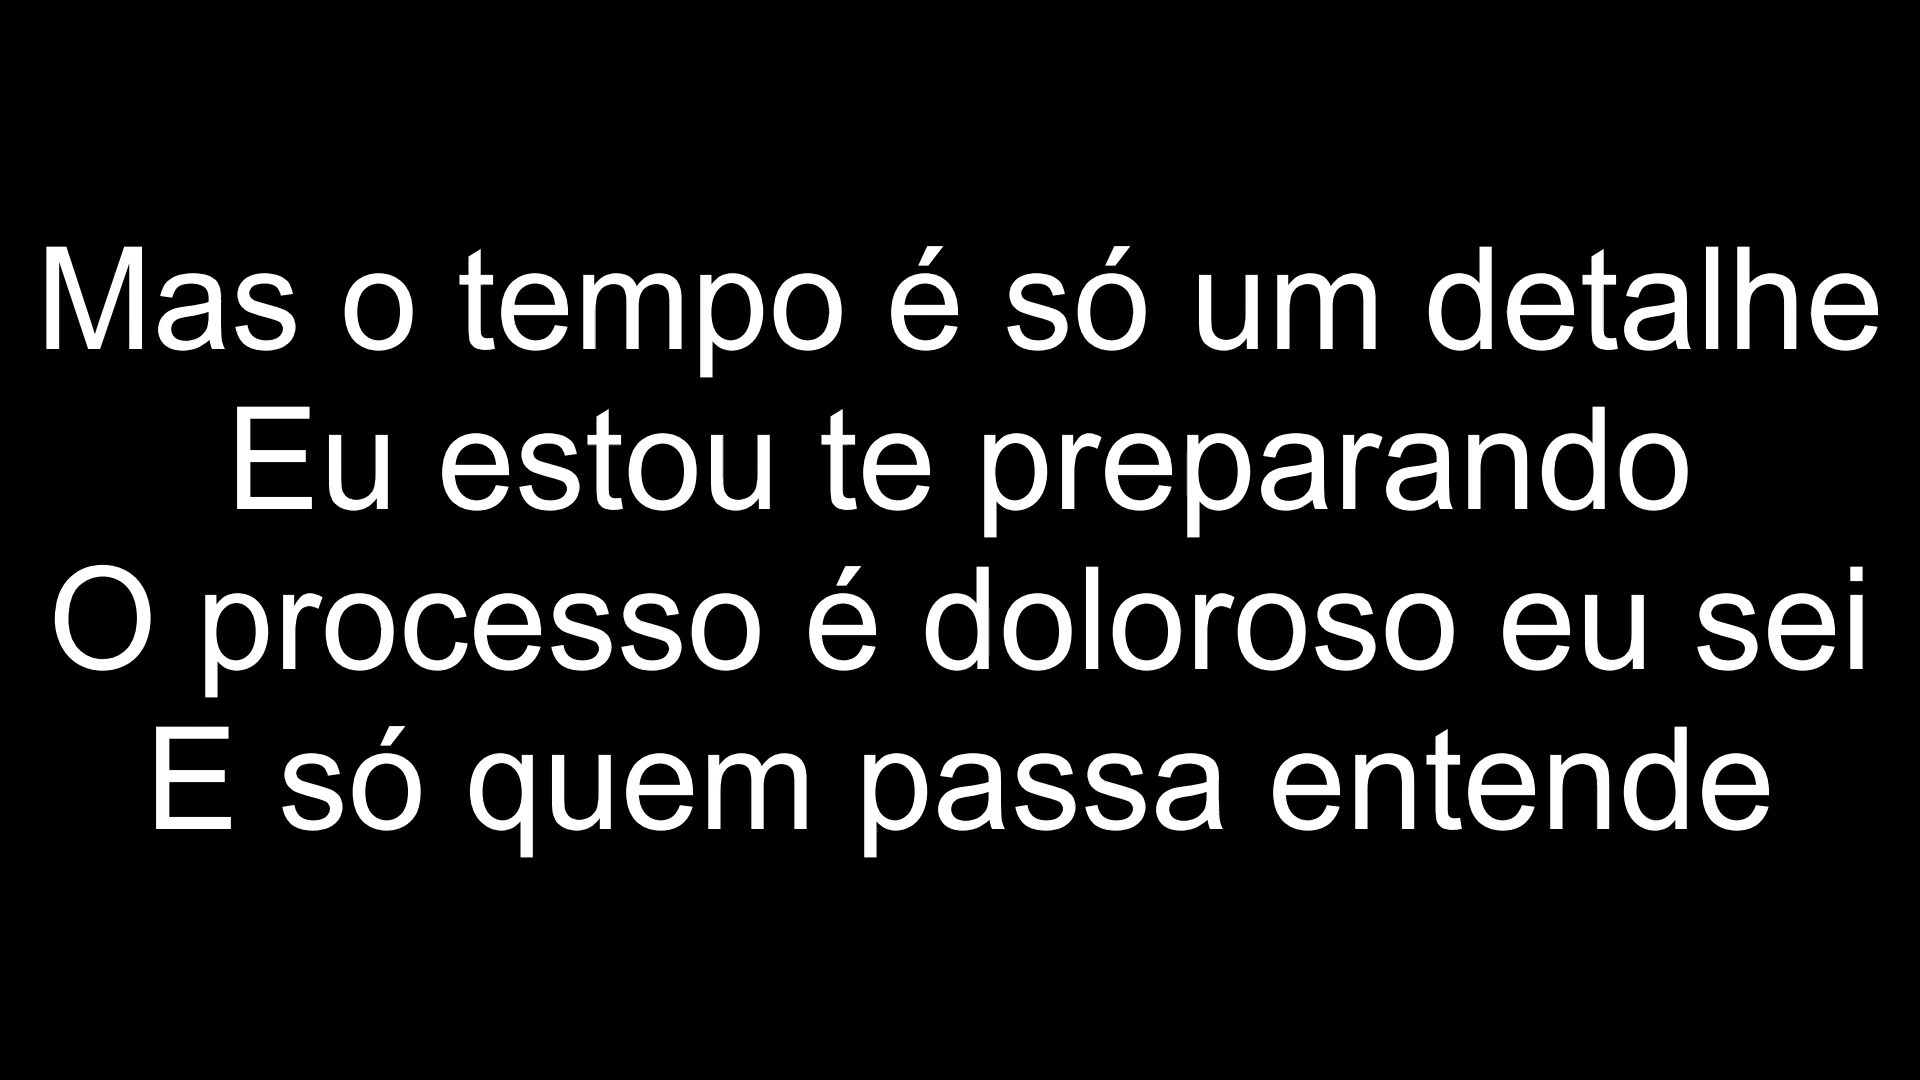 Mas o tempo é só um detalhe
Eu estou te preparando
O processo é doloroso eu sei
E só quem passa entende